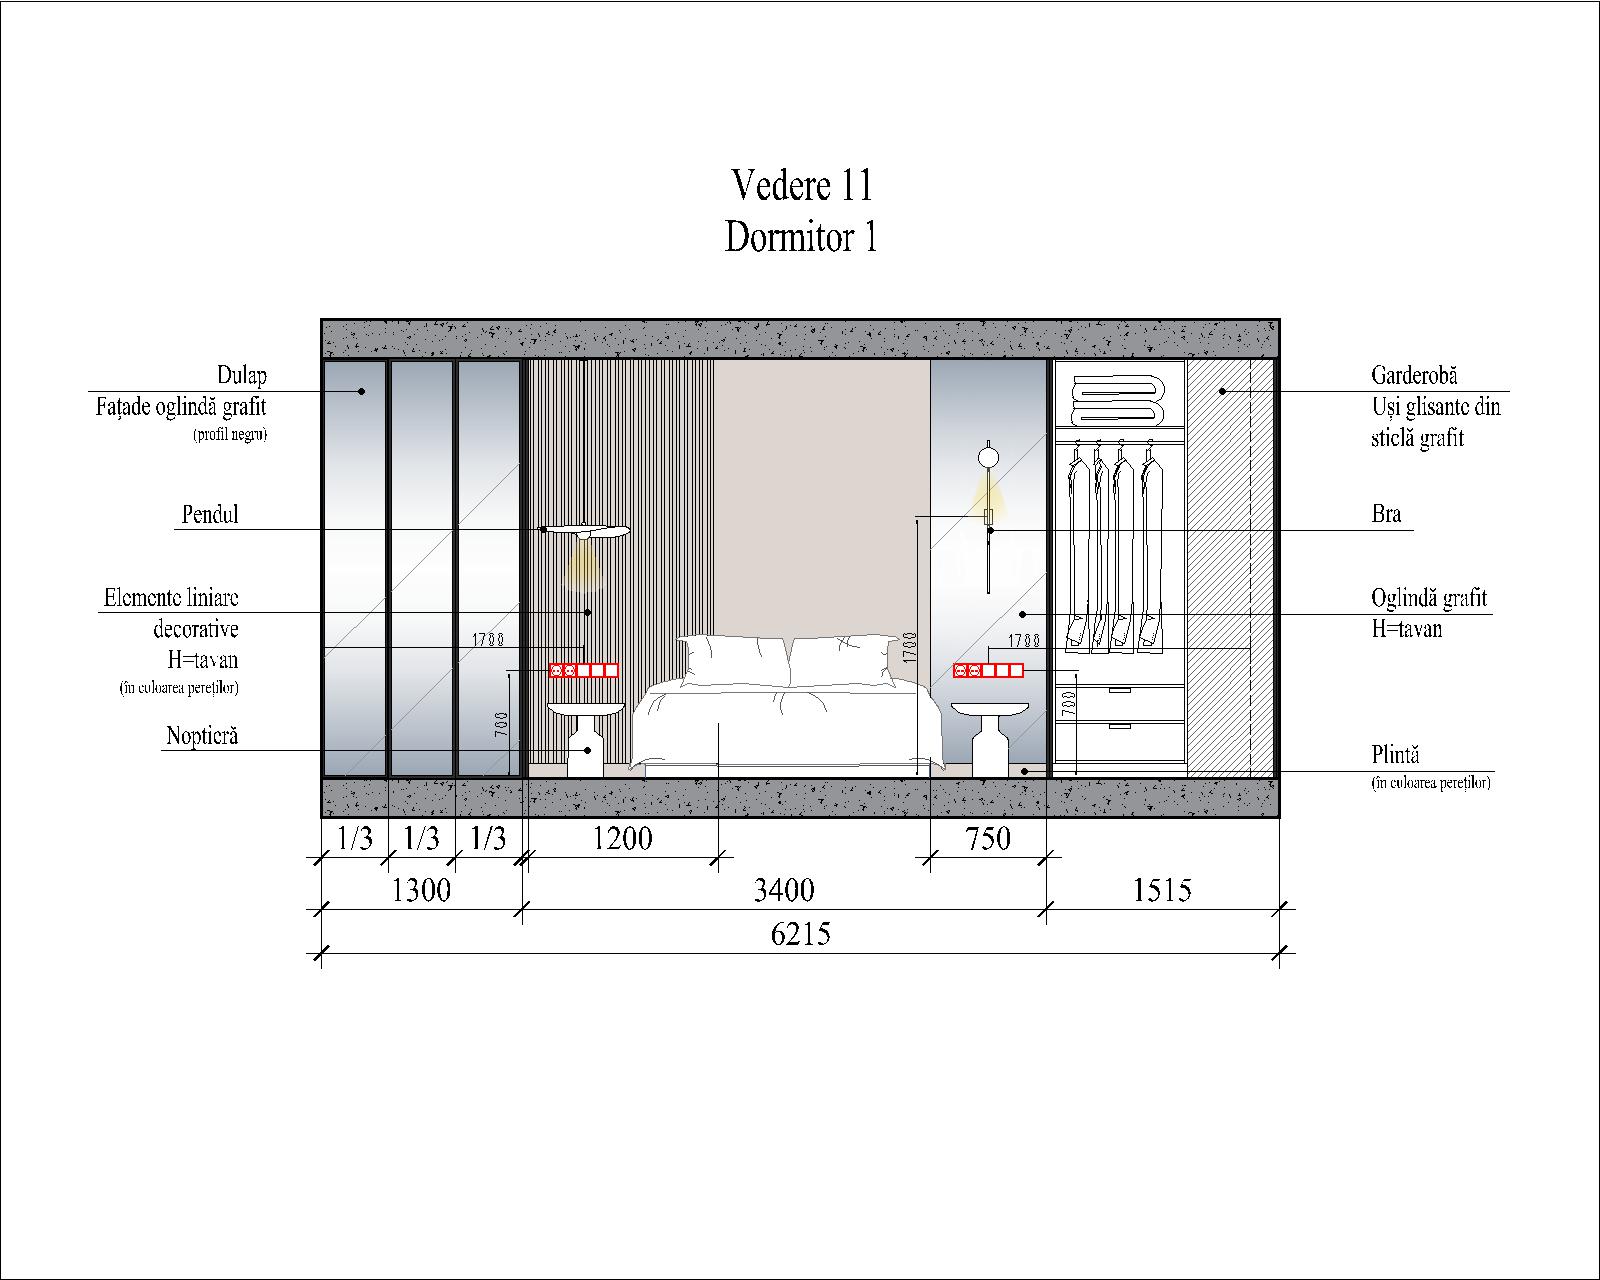 Vedere 11
Dormitor 1
Dulap
Fațade oglindă grafit
(profil negru)
Pendul
Elemente liniare
decorative
H=tavan
(în culoarea pereților)
Noptieră
Garderobă
Uși glisante din
sticlă grafit
Bra
Oglindă grafit
H=tavan
Plintă
(în culoarea pereților)
1700
1700
1700
700
700
1/3 1/3 1/3 1200 750
1300 3400 1515
6215